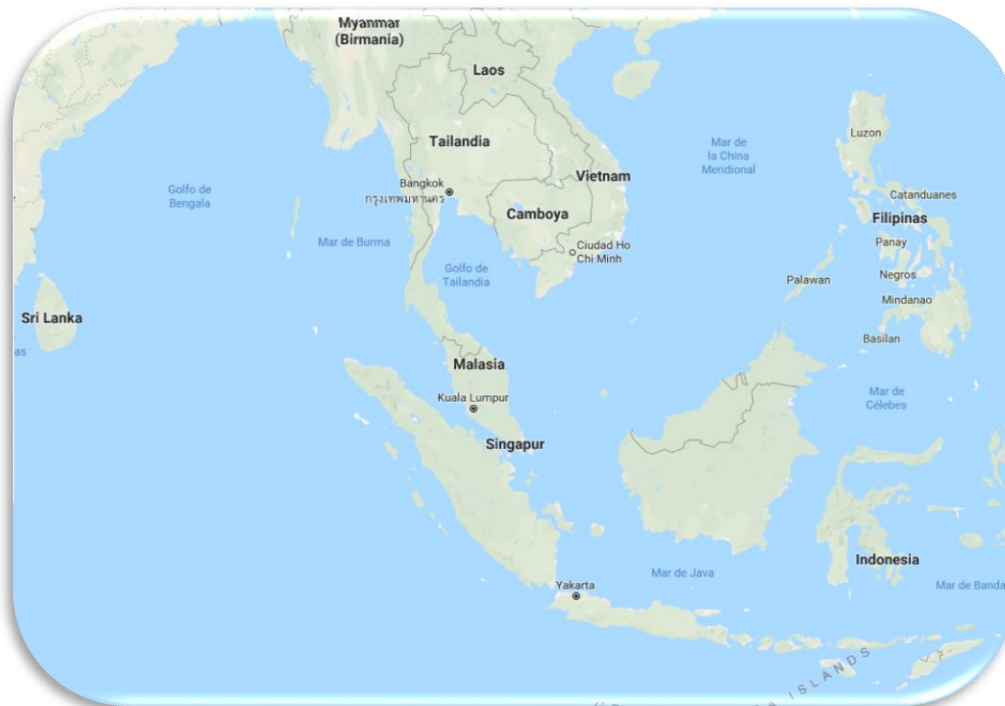 Myanmar
(Birmania)
Laos
Luzon
Tailandia
Mar de
la China
Meridional
Vietnam
Bangkok
กรุงเทพมหานคร
Golfo de
Bengala
Catanduanes
Camboya
Filipinas
Mar de Burma
Ciudad Ho
Chi Minh
Panay
Golfo de
Tailandia
Palawan
Negros
Mindanao
Sri Lanka
Basilan
as
Malasia
Mar de
Célebes
Kuala Lumpur
Singapur
Indonesia
Mar de Java
Yakarta
Mar de Banda
ISLANDS